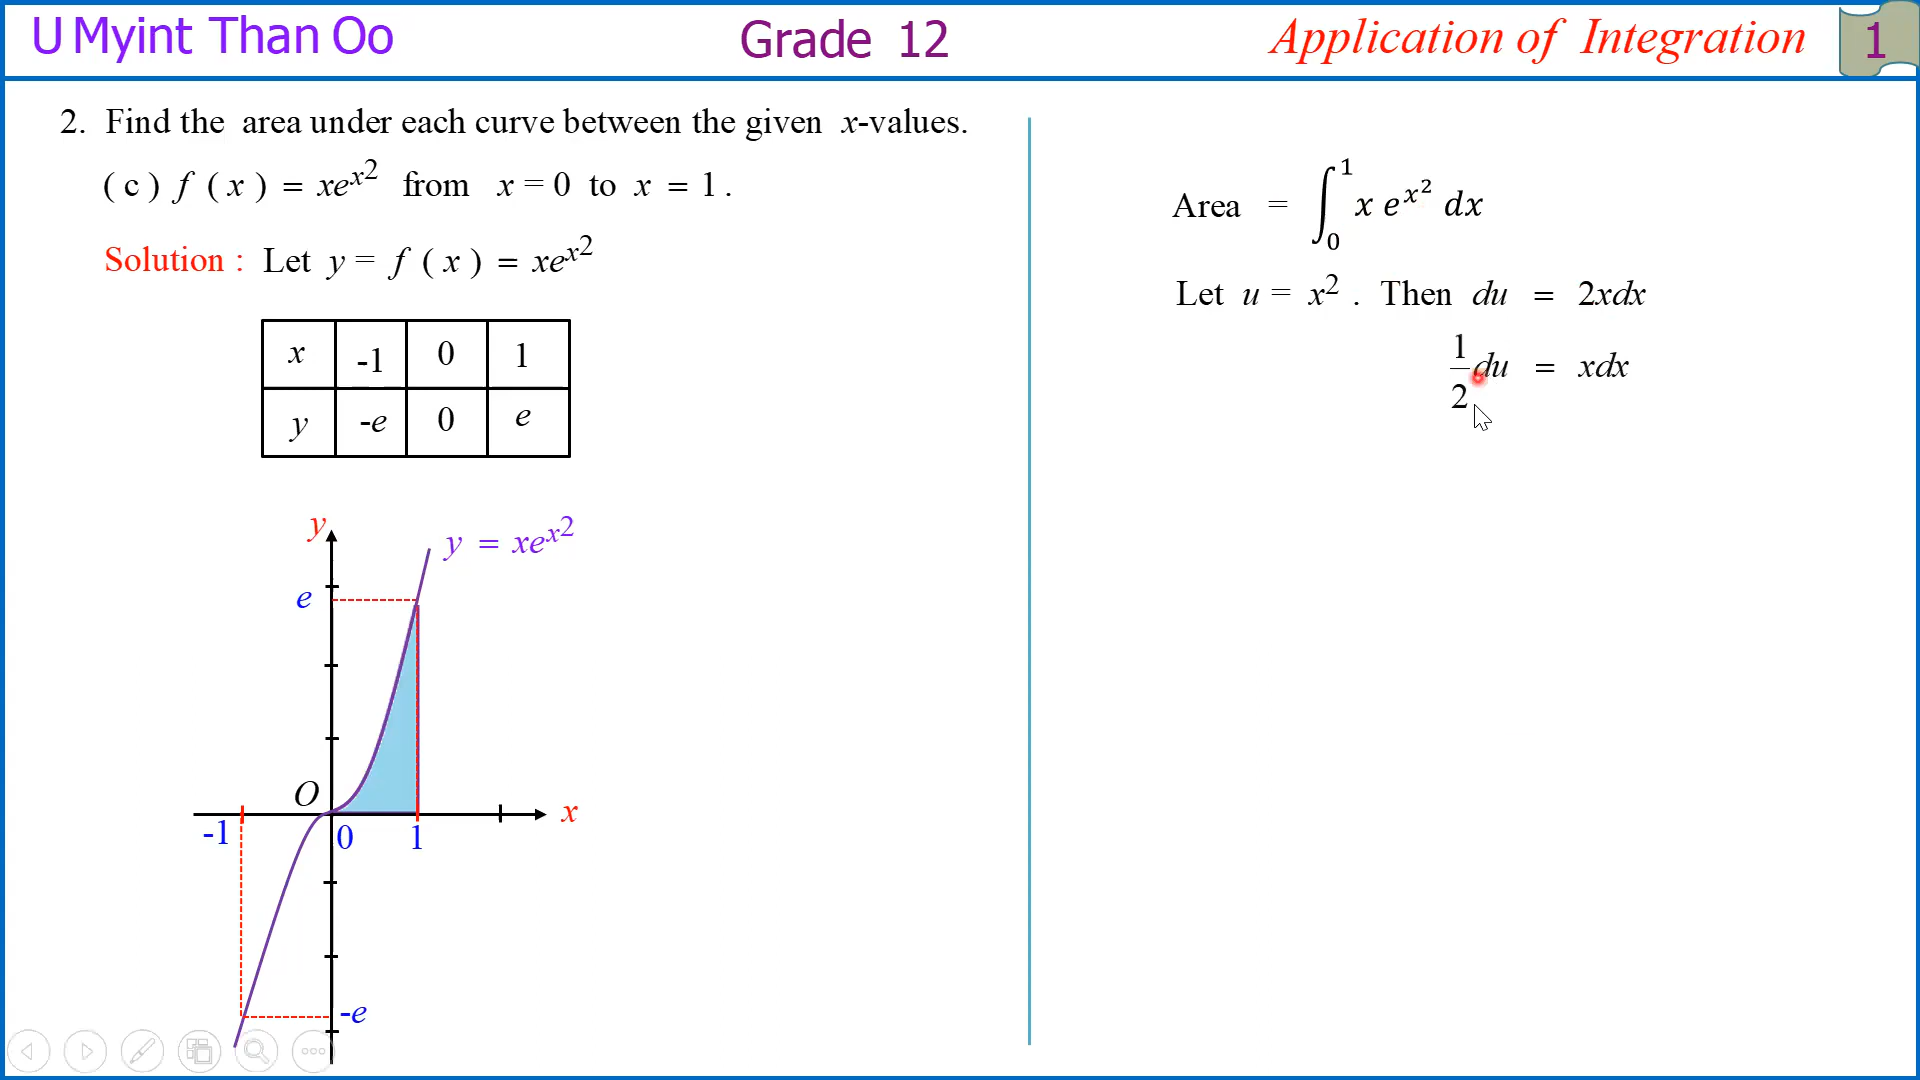 U Myint Than Oo
Grade 12
Application of Integration
1
2. Find the area under each curve between the given x-values.
( c ) f ( x ) = xe^{x^2} from x = 0 to x = 1 .
Solution : Let y = f ( x ) = xe^{x^2}
x -1 0 1
y -e 0 e
y
y = xe^{x^2}
e
O
x
-1 0 1
-e
Area = ∫_0^1 x e^{x^2} dx
Let u = x^2 . Then du = 2xdx
1/2 du = xdx